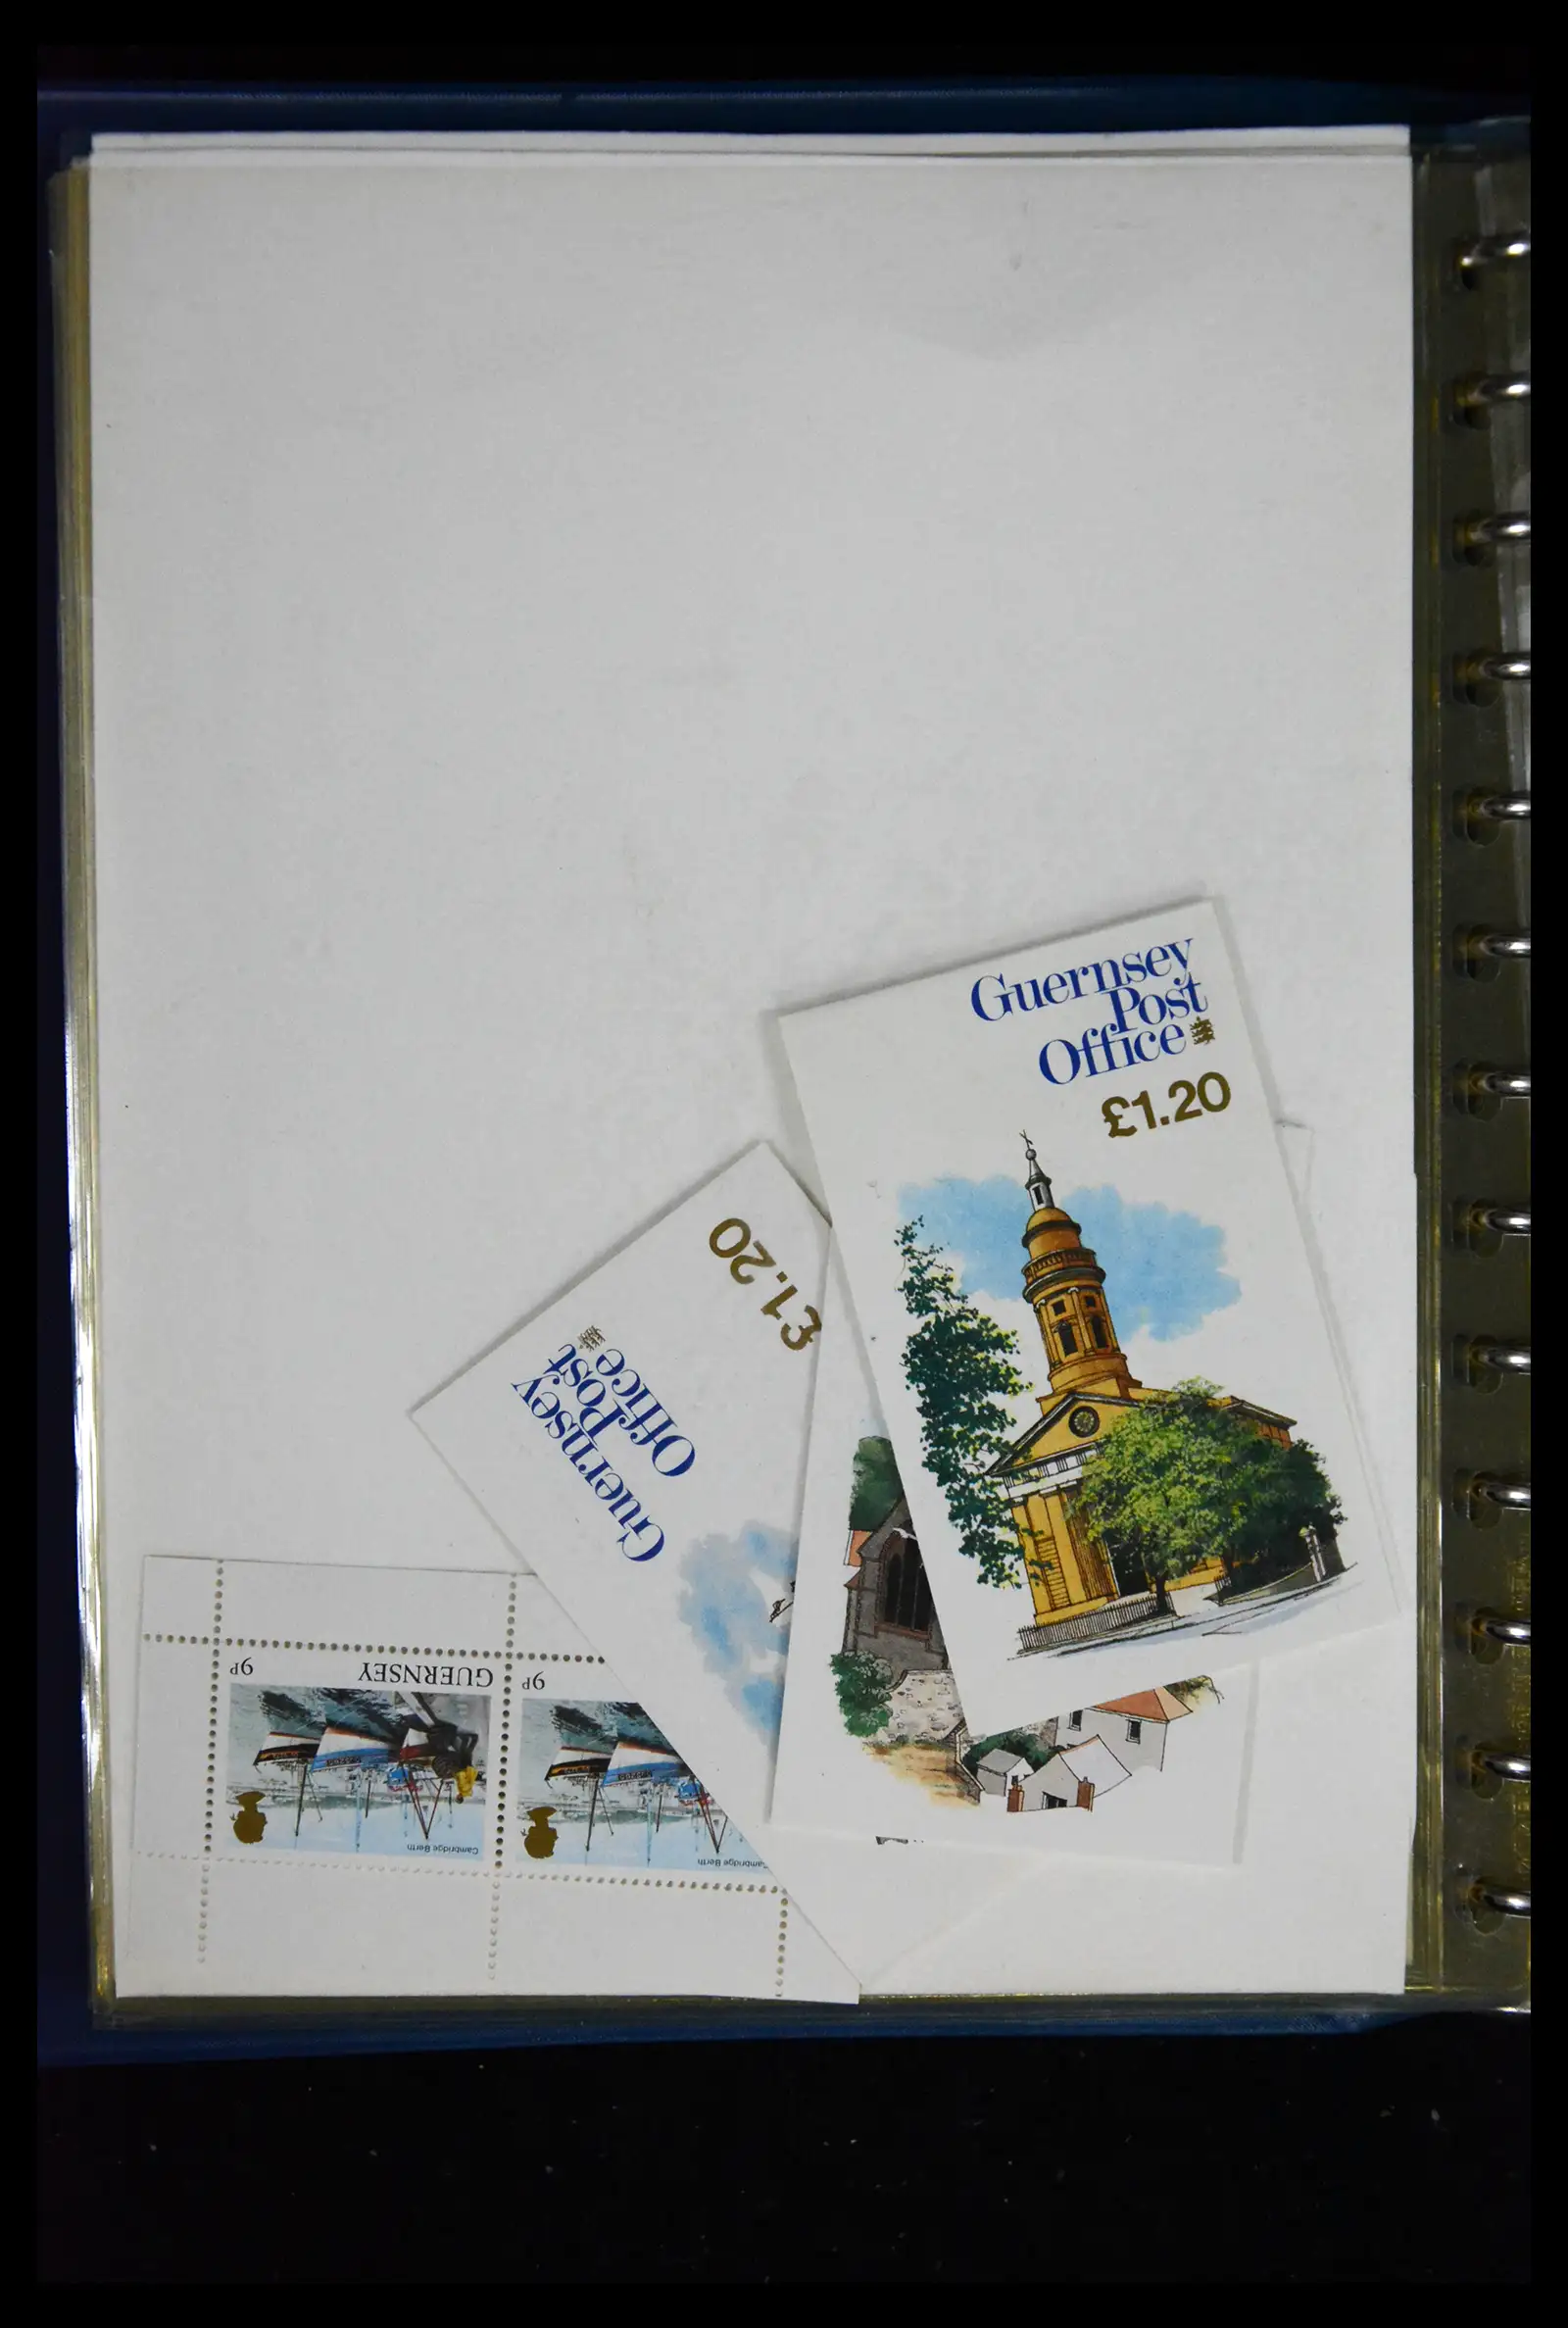 Guernsey
Post
Office
£1.20
£1.20
Guernsey
Post
Office
GUERNSEY 9P
9P
Cambridge Berth
Cambridge Berth